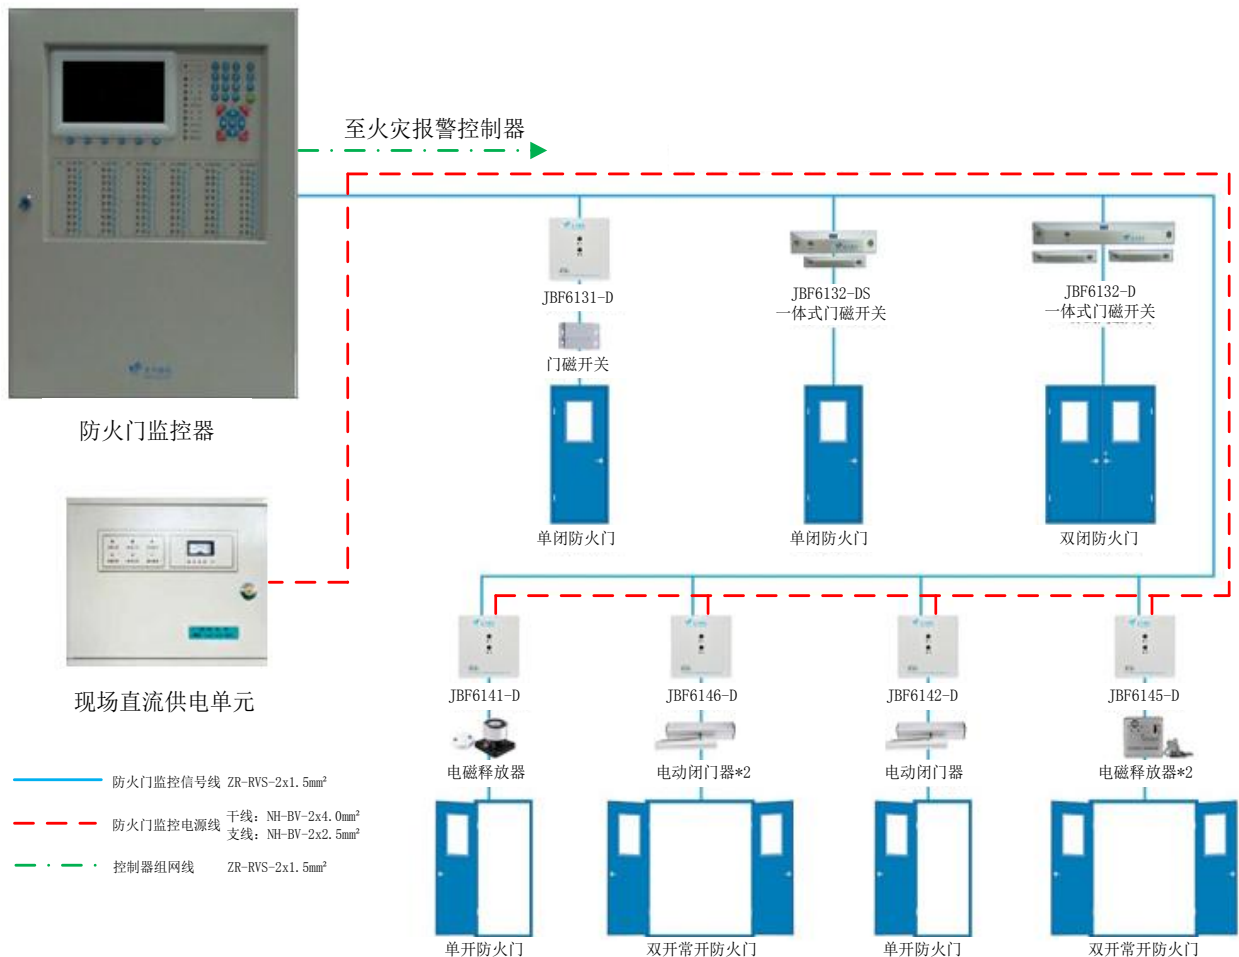 至火灾报警控制器
防火门监控器
JBF6131-D
门磁开关
单闭防火门
JBF6132-DS
一体式门磁开关
单闭防火门
JBF6132-D
一体式门磁开关
双闭防火门
现场直流供电单元
JBF6141-D
电磁释放器
单开防火门
JBF6146-D
电动闭门器*2
双开常开防火门
JBF6142-D
电动闭门器
单开防火门
JBF6145-D
电磁释放器*2
双开常开防火门
防火门监控信号线 ZR-RVS-2x1.5mm²
防火门监控电源线 干线: NH-BV-2x4.0mm²
支线: NH-BV-2x2.5mm²
控制器组网线 ZR-RVS-2x1.5mm²